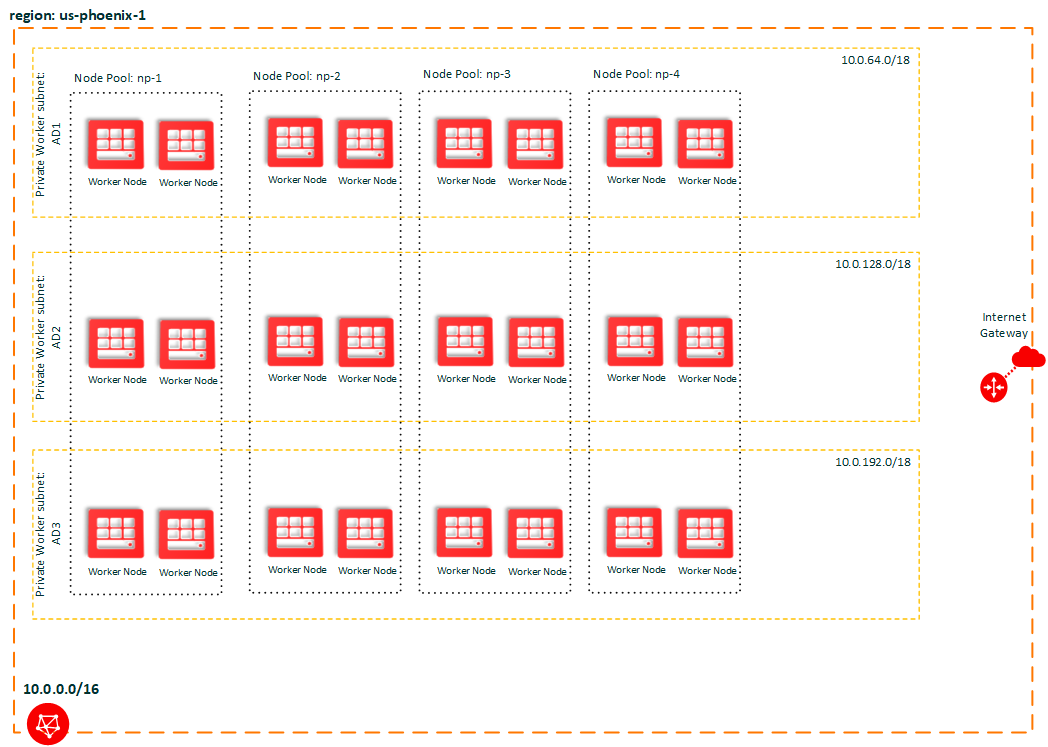 region: us-phoenix-1
10.0.64.0/18
Node Pool: np-1
Node Pool: np-2
Node Pool: np-3
Node Pool: np-4
Private Worker subnet:
AD1
Worker Node
Worker Node
Worker Node
Worker Node
Worker Node
Worker Node
Worker Node
Worker Node
10.0.128.0/18
Private Worker subnet:
AD2
Worker Node
Worker Node
Worker Node
Worker Node
Worker Node
Worker Node
Worker Node
Worker Node
Internet
Gateway
10.0.192.0/18
Private Worker subnet:
AD3
Worker Node
Worker Node
Worker Node
Worker Node
Worker Node
Worker Node
Worker Node
Worker Node
10.0.0.0/16